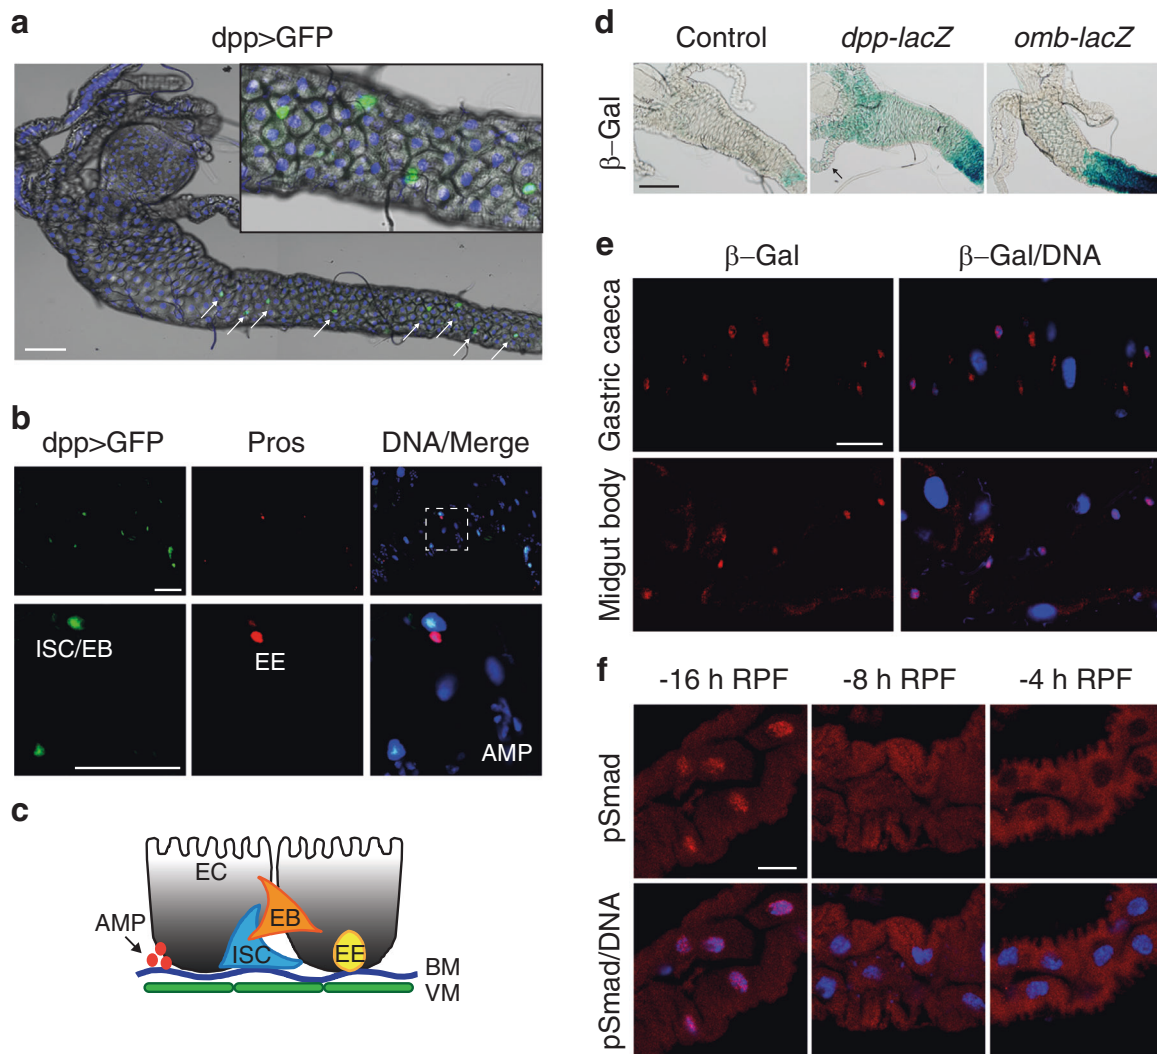 a
dpp>GFP
b
dpp>GFP Pros DNA/Merge
ISC/EB
EE
AMP
c
EC
AMP
EB
ISC
EE
BM
VM
d
Control dpp-lacZ omb-lacZ
β–Gal
e
β–Gal β–Gal/DNA
Gastric caeca
Midgut body
f
-16 h RPF -8 h RPF -4 h RPF
pSmad
pSmad/DNA